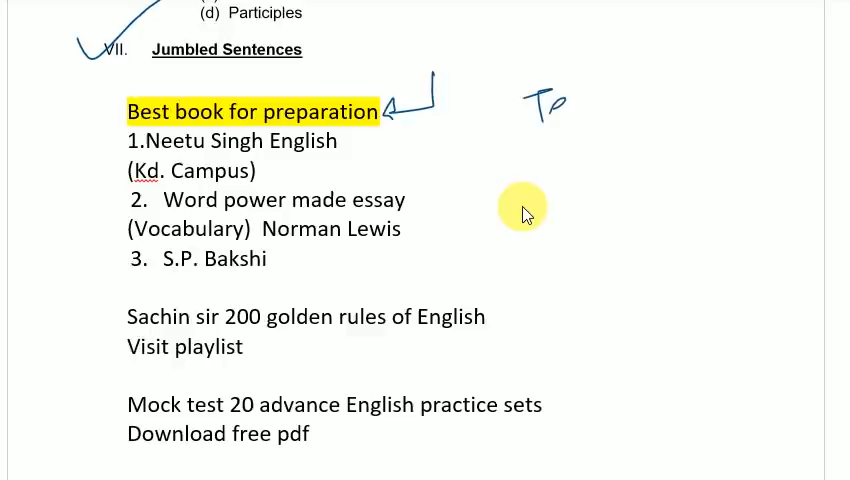 (d) Participles
VII. Jumbled Sentences
Best book for preparation
To
1.Neetu Singh English
(Kd. Campus)
2. Word power made essay
(Vocabulary) Norman Lewis
3. S.P. Bakshi
Sachin sir 200 golden rules of English
Visit playlist
Mock test 20 advance English practice sets
Download free pdf